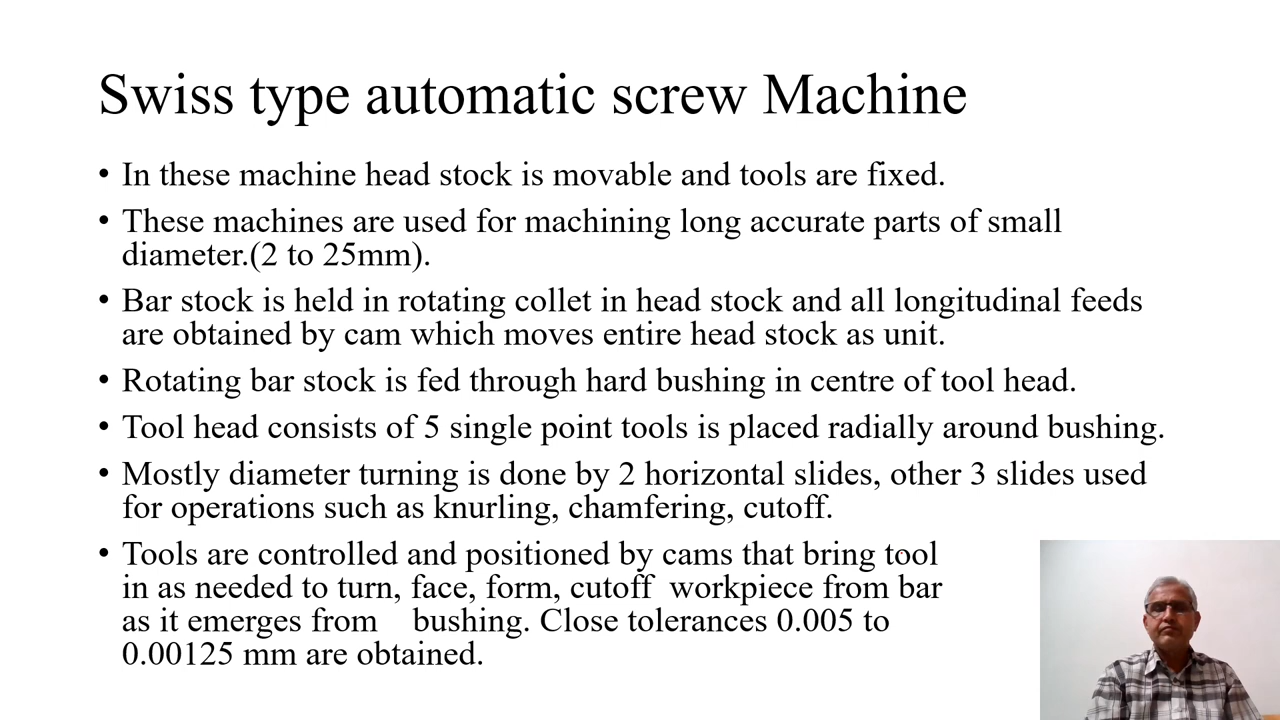 Swiss type automatic screw Machine
• In these machine head stock is movable and tools are fixed.
• These machines are used for machining long accurate parts of small
diameter.(2 to 25mm).
• Bar stock is held in rotating collet in head stock and all longitudinal feeds
are obtained by cam which moves entire head stock as unit.
• Rotating bar stock is fed through hard bushing in centre of tool head.
• Tool head consists of 5 single point tools is placed radially around bushing.
• Mostly diameter turning is done by 2 horizontal slides, other 3 slides used
for operations such as knurling, chamfering, cutoff.
• Tools are controlled and positioned by cams that bring tool
in as needed to turn, face, form, cutoff  workpiece from bar
as it emerges from    bushing. Close tolerances 0.005 to
0.00125 mm are obtained.